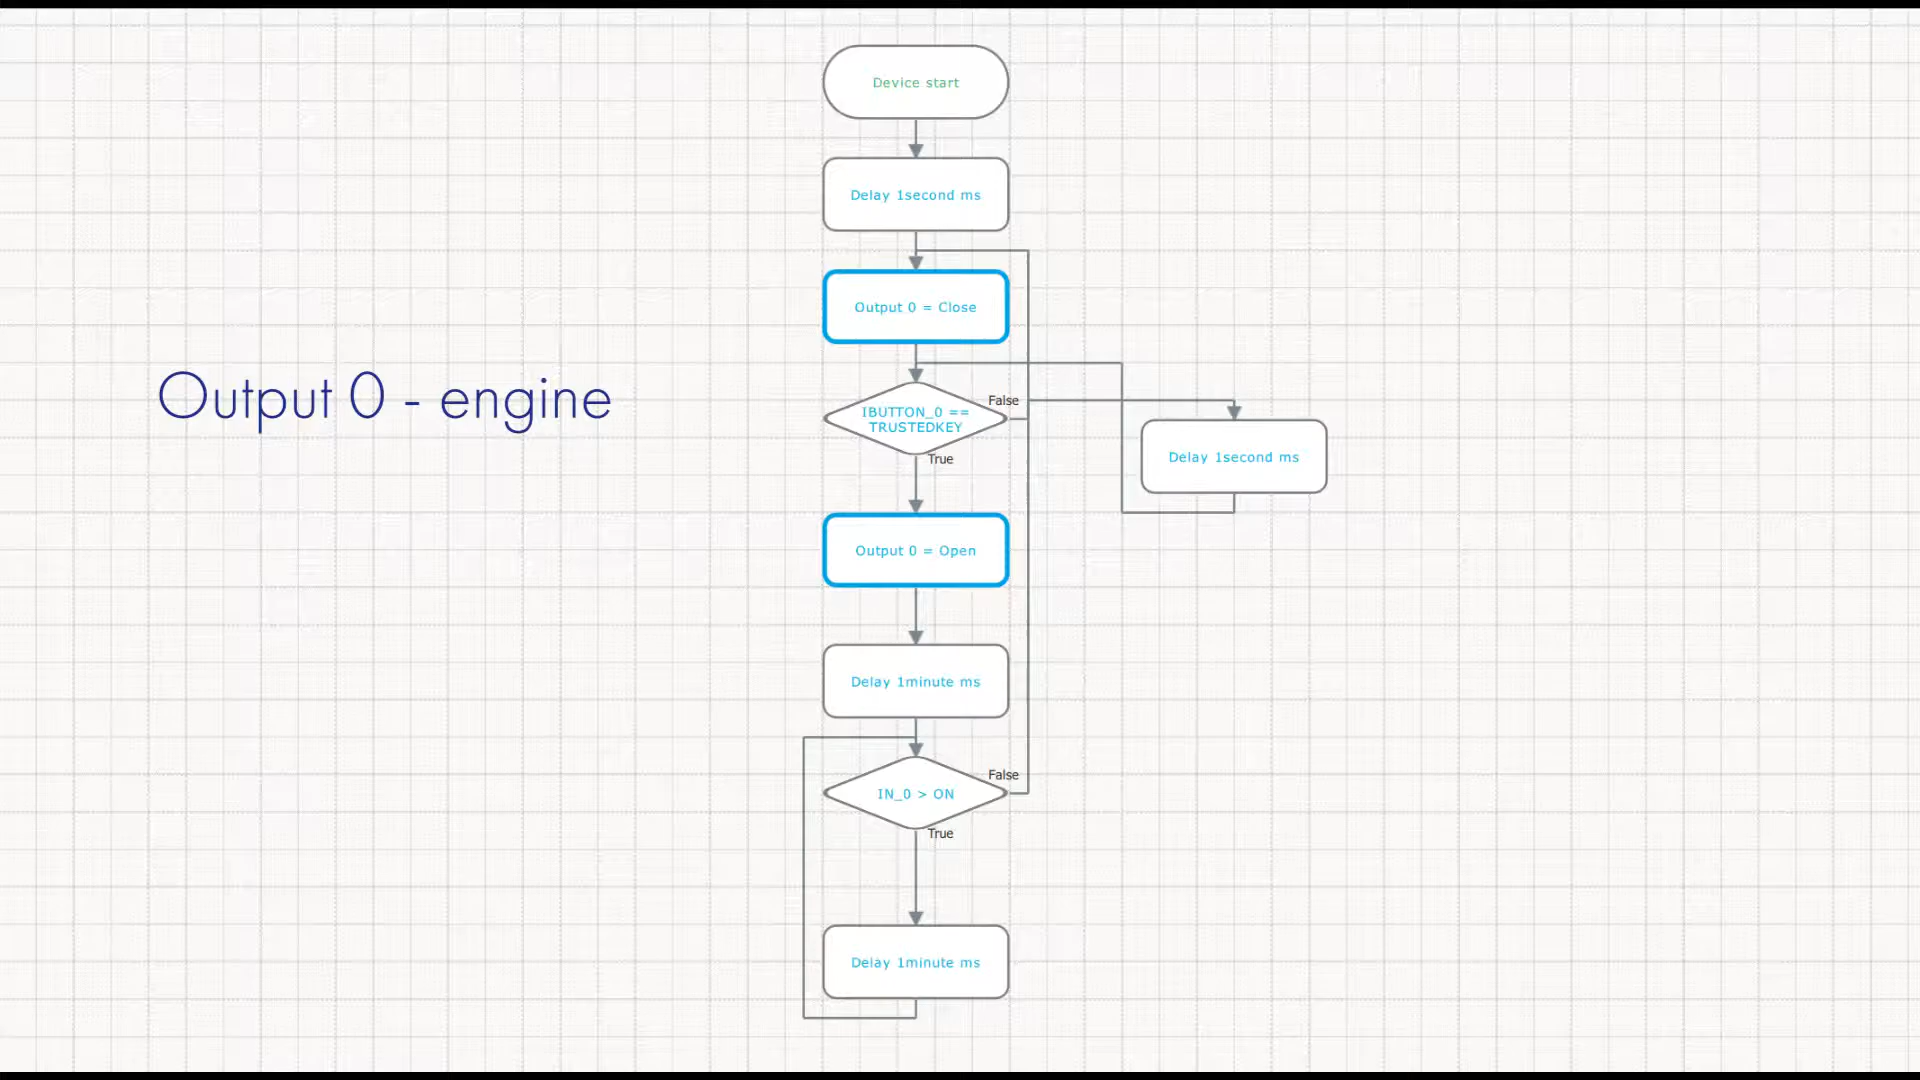 Device start
Delay 1second ms
Output 0 = Close
Output 0 - engine
IBUTTON_0 ==
TRUSTEDKEY
False
True
Delay 1second ms
Output 0 = Open
Delay 1minute ms
IN_0 > ON
False
True
Delay 1minute ms